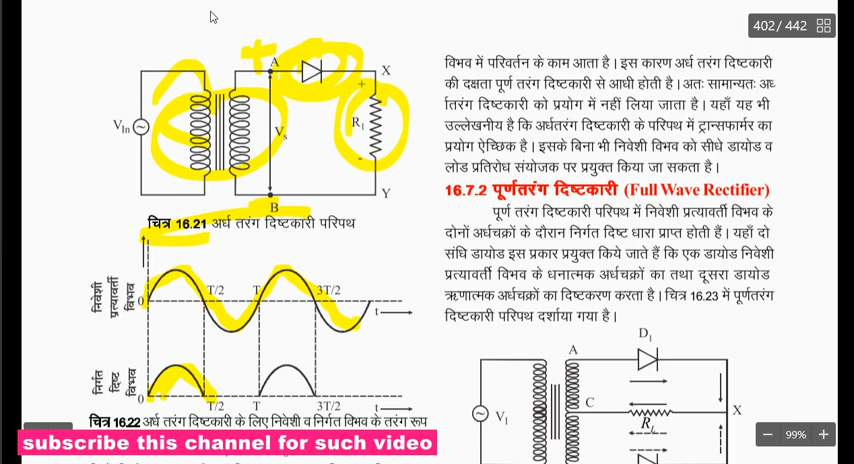 402 / 442
A
X
+
V_In
V_s
R_l
-
B
Y
चित्र 16.21 अर्ध तरंग दिष्टकारी परिपथ
निवेशी
प्रत्यावर्ती
विभव
0
T/2
T
3T/2
t
निर्गत
दिष्ट
विभव
0
T/2
T
3T/2
t
चित्र 16.22 अर्ध तरंग दिष्टकारी के लिए निवेशी व निर्गत विभव के तरंग रूप
subscribe this channel for such video
विभव में परिवर्तन के काम आता है। इस कारण अर्ध तरंग दिष्टकारी
की दक्षता पूर्ण तरंग दिष्टकारी से आधी होती है। अतः सामान्यतः अध
र्तरंग दिष्टकारी को प्रयोग में नहीं लिया जाता है। यहाँ यह भी
उल्लेखनीय है कि अर्धतरंग दिष्टकारी के परिपथ में ट्रान्सफार्मर का
प्रयोग ऐच्छिक है। इसके बिना भी निवेशी विभव को सीधे डायोड व
लोड प्रतिरोध संयोजक पर प्रयुक्त किया जा सकता है।
16.7.2 पूर्णतरंग दिष्टकारी (Full Wave Rectifier)
पूर्ण तरंग दिष्टकारी परिपथ में निवेशी प्रत्यावर्ती विभव के
दोनों अर्धचक्रों के दौरान निर्गत दिष्ट धारा प्राप्त होती हैं। यहाँ दो
संधि डायोड इस प्रकार प्रयुक्त किये जाते हैं कि एक डायोड निवेशी
प्रत्यावर्ती विभव के धनात्मक अर्धचक्रों का तथा दूसरा डायोड
ऋणात्मक अर्धचक्रों का दिष्टकरण करता है। चित्र 16.23 में पूर्णतरंग
दिष्टकारी परिपथ दर्शाया गया है।
D₁
A
V₁
C
R_l
X
− 99% +